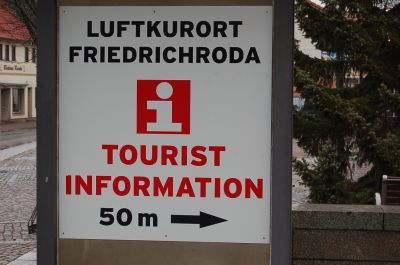 LUFTKURORT
FRIEDRICHRODA
i
TOURIST
INFORMATION
50 m